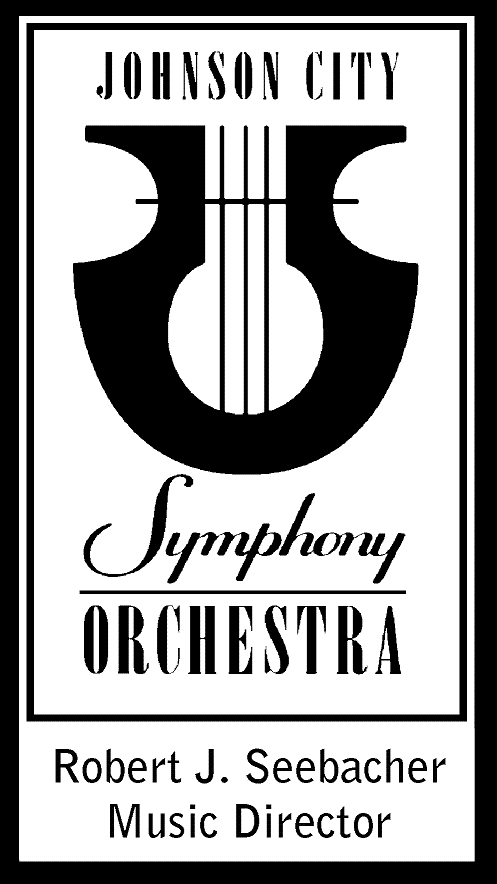 JOHNSON CITY
Symphony
ORCHESTRA
Robert J. Seebacher
Music Director